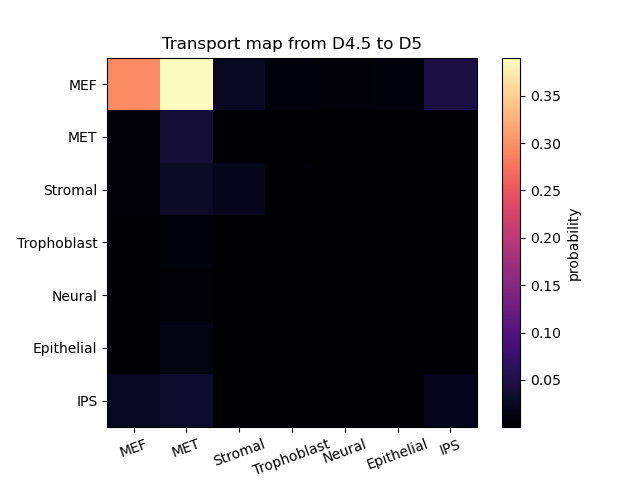 Transport map from D4.5 to D5
MEF
MET
Stromal
Trophoblast
Neural
Epithelial
IPS
MEF MET Stromal Trophoblast Neural Epithelial IPS
0.35
0.30
0.25
0.20
0.15
0.10
0.05
probability